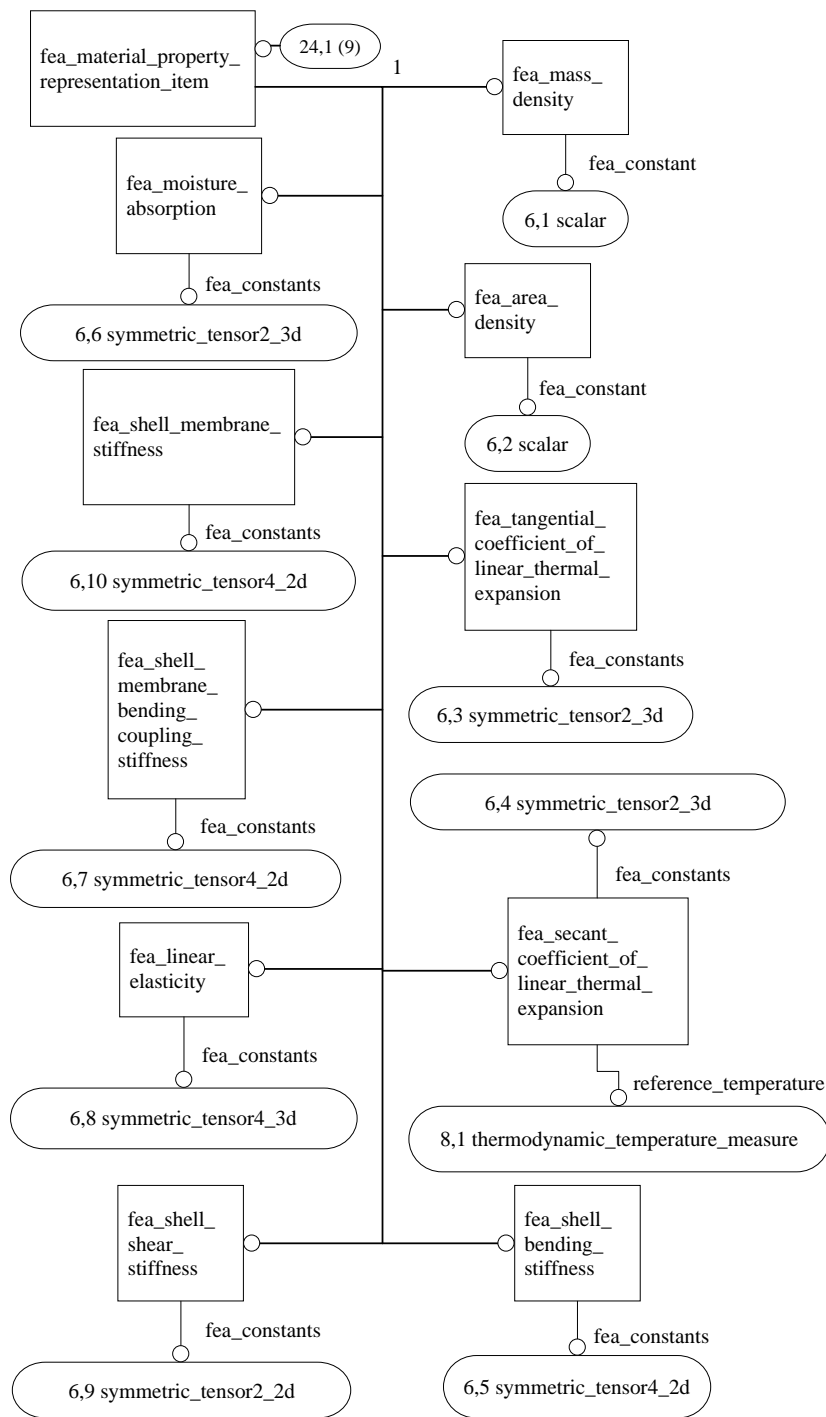 fea_material_property_
representation_item
24,1 (9)
1
fea_mass_
density
fea_constant
6,1 scalar
fea_moisture_
absorption
fea_constants
6,6 symmetric_tensor2_3d
fea_area_
density
fea_constant
6,2 scalar
fea_shell_membrane_
stiffness
fea_constants
6,10 symmetric_tensor4_2d
fea_tangential_
coefficient_of_
linear_thermal_
expansion
fea_constants
6,3 symmetric_tensor2_3d
fea_shell_
membrane_
bending_
coupling_
stiffness
fea_constants
6,7 symmetric_tensor4_2d
6,4 symmetric_tensor2_3d
fea_constants
fea_secant_
coefficient_of_
linear_thermal_
expansion
reference_temperature
8,1 thermodynamic_temperature_measure
fea_linear_
elasticity
fea_constants
6,8 symmetric_tensor4_3d
fea_shell_
shear_
stiffness
fea_constants
6,9 symmetric_tensor2_2d
fea_shell_
bending_
stiffness
fea_constants
6,5 symmetric_tensor4_2d